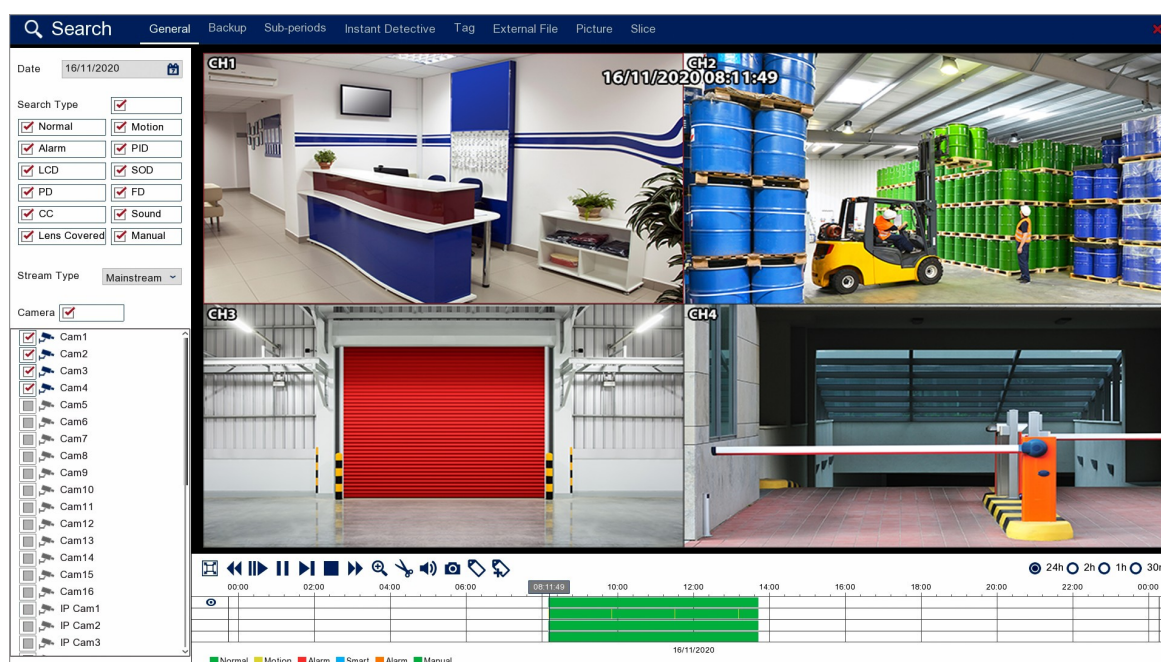 Search General Backup Sub-periods Instant Detective Tag External File Picture Slice
Date 16/11/2020
Search Type
Normal Motion
Alarm PID
LCD SOD
PD FD
CC Sound
Lens Covered Manual
Stream Type Mainstream
Camera
Cam1
Cam2
Cam3
Cam4
Cam5
Cam6
Cam7
Cam8
Cam9
Cam10
Cam11
Cam12
Cam13
Cam14
Cam15
Cam16
IP Cam1
IP Cam2
IP Cam3
CH1
CH2
16/11/2020 08:11:49
CH3
CH4
24h 2h 1h 30m
00:00 02:00 04:00 06:00 08:11:49 10:00 12:00 14:00 16:00 18:00 20:00 22:00 00:00
16/11/2020
Normal Motion Alarm Smart Alarm Manual